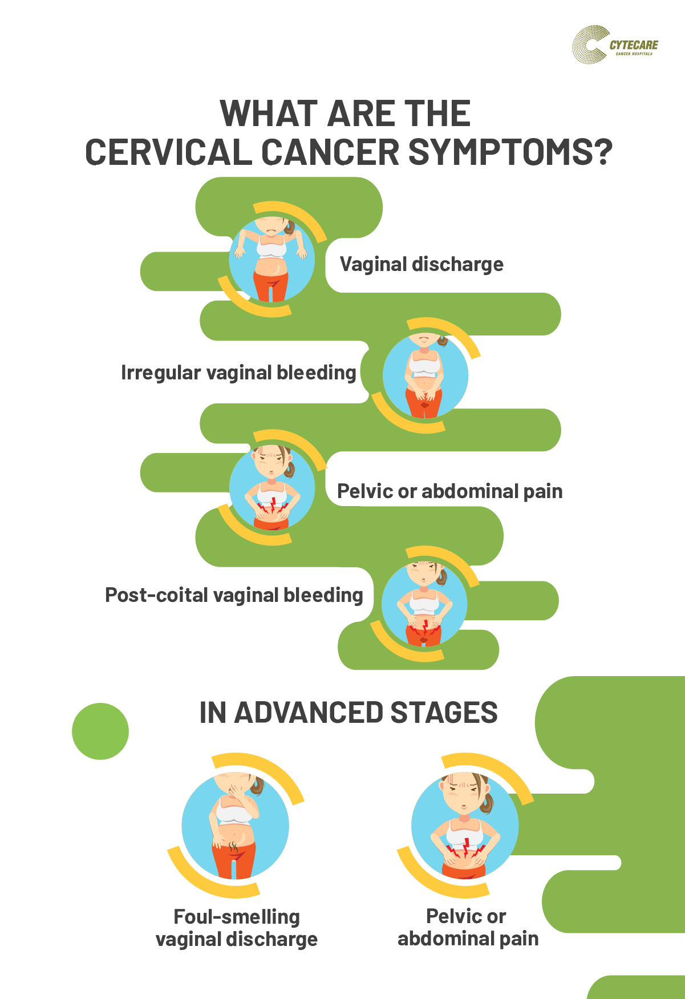 CYTECARE
CANCER HOSPITALS
WHAT ARE THE
CERVICAL CANCER SYMPTOMS?
Vaginal discharge
Irregular vaginal bleeding
Pelvic or abdominal pain
Post-coital vaginal bleeding
IN ADVANCED STAGES
Foul-smelling
vaginal discharge
Pelvic or
abdominal pain